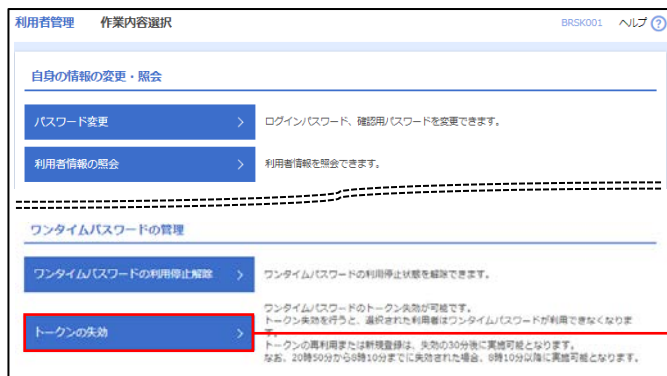 利用者管理 作業内容選択 BRSK001 ヘルプ ?
自身の情報の変更・照会
パスワード変更 ログインパスワード、確認用パスワードを変更できます。
利用者情報の照会 利用者情報を照会できます。
ワンタイムパスワードの管理
ワンタイムパスワードの利用停止解除 ワンタイムパスワードの利用停止状態を解除できます。
ワンタイムパスワードのトークン失効が可能です。
トークン失効を行うと、選択された利用者はワンタイムパスワードが利用できなくなりま
トークンの失効 す。
トークンの再利用または新規登録は、失効の30分後に実施可能となります。
なお、20時50分から8時10分までに失効された場合、8時10分以降に実施可能となります。